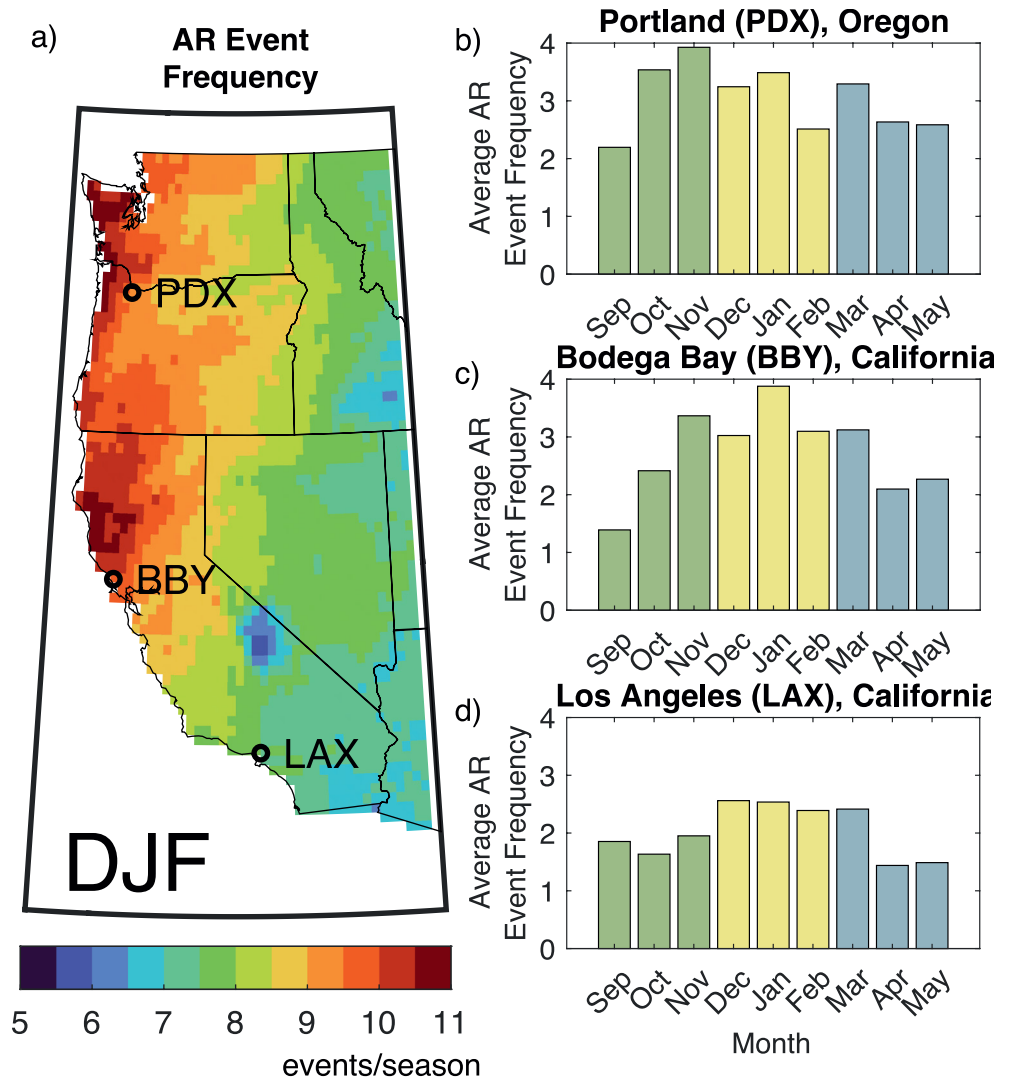 a)
AR Event
Frequency
PDX
BBY
LAX
DJF
5 6 7 8 9 10 11
events/season
b)
Portland (PDX), Oregon
Average AR
Event Frequency
4
3
2
1
0
Sep Oct Nov Dec Jan Feb Mar Apr May
c)
Bodega Bay (BBY), California
Average AR
Event Frequency
4
3
2
1
0
Sep Oct Nov Dec Jan Feb Mar Apr May
d)
Los Angeles (LAX), California
Average AR
Event Frequency
4
3
2
1
0
Sep Oct Nov Dec Jan Feb Mar Apr May
Month